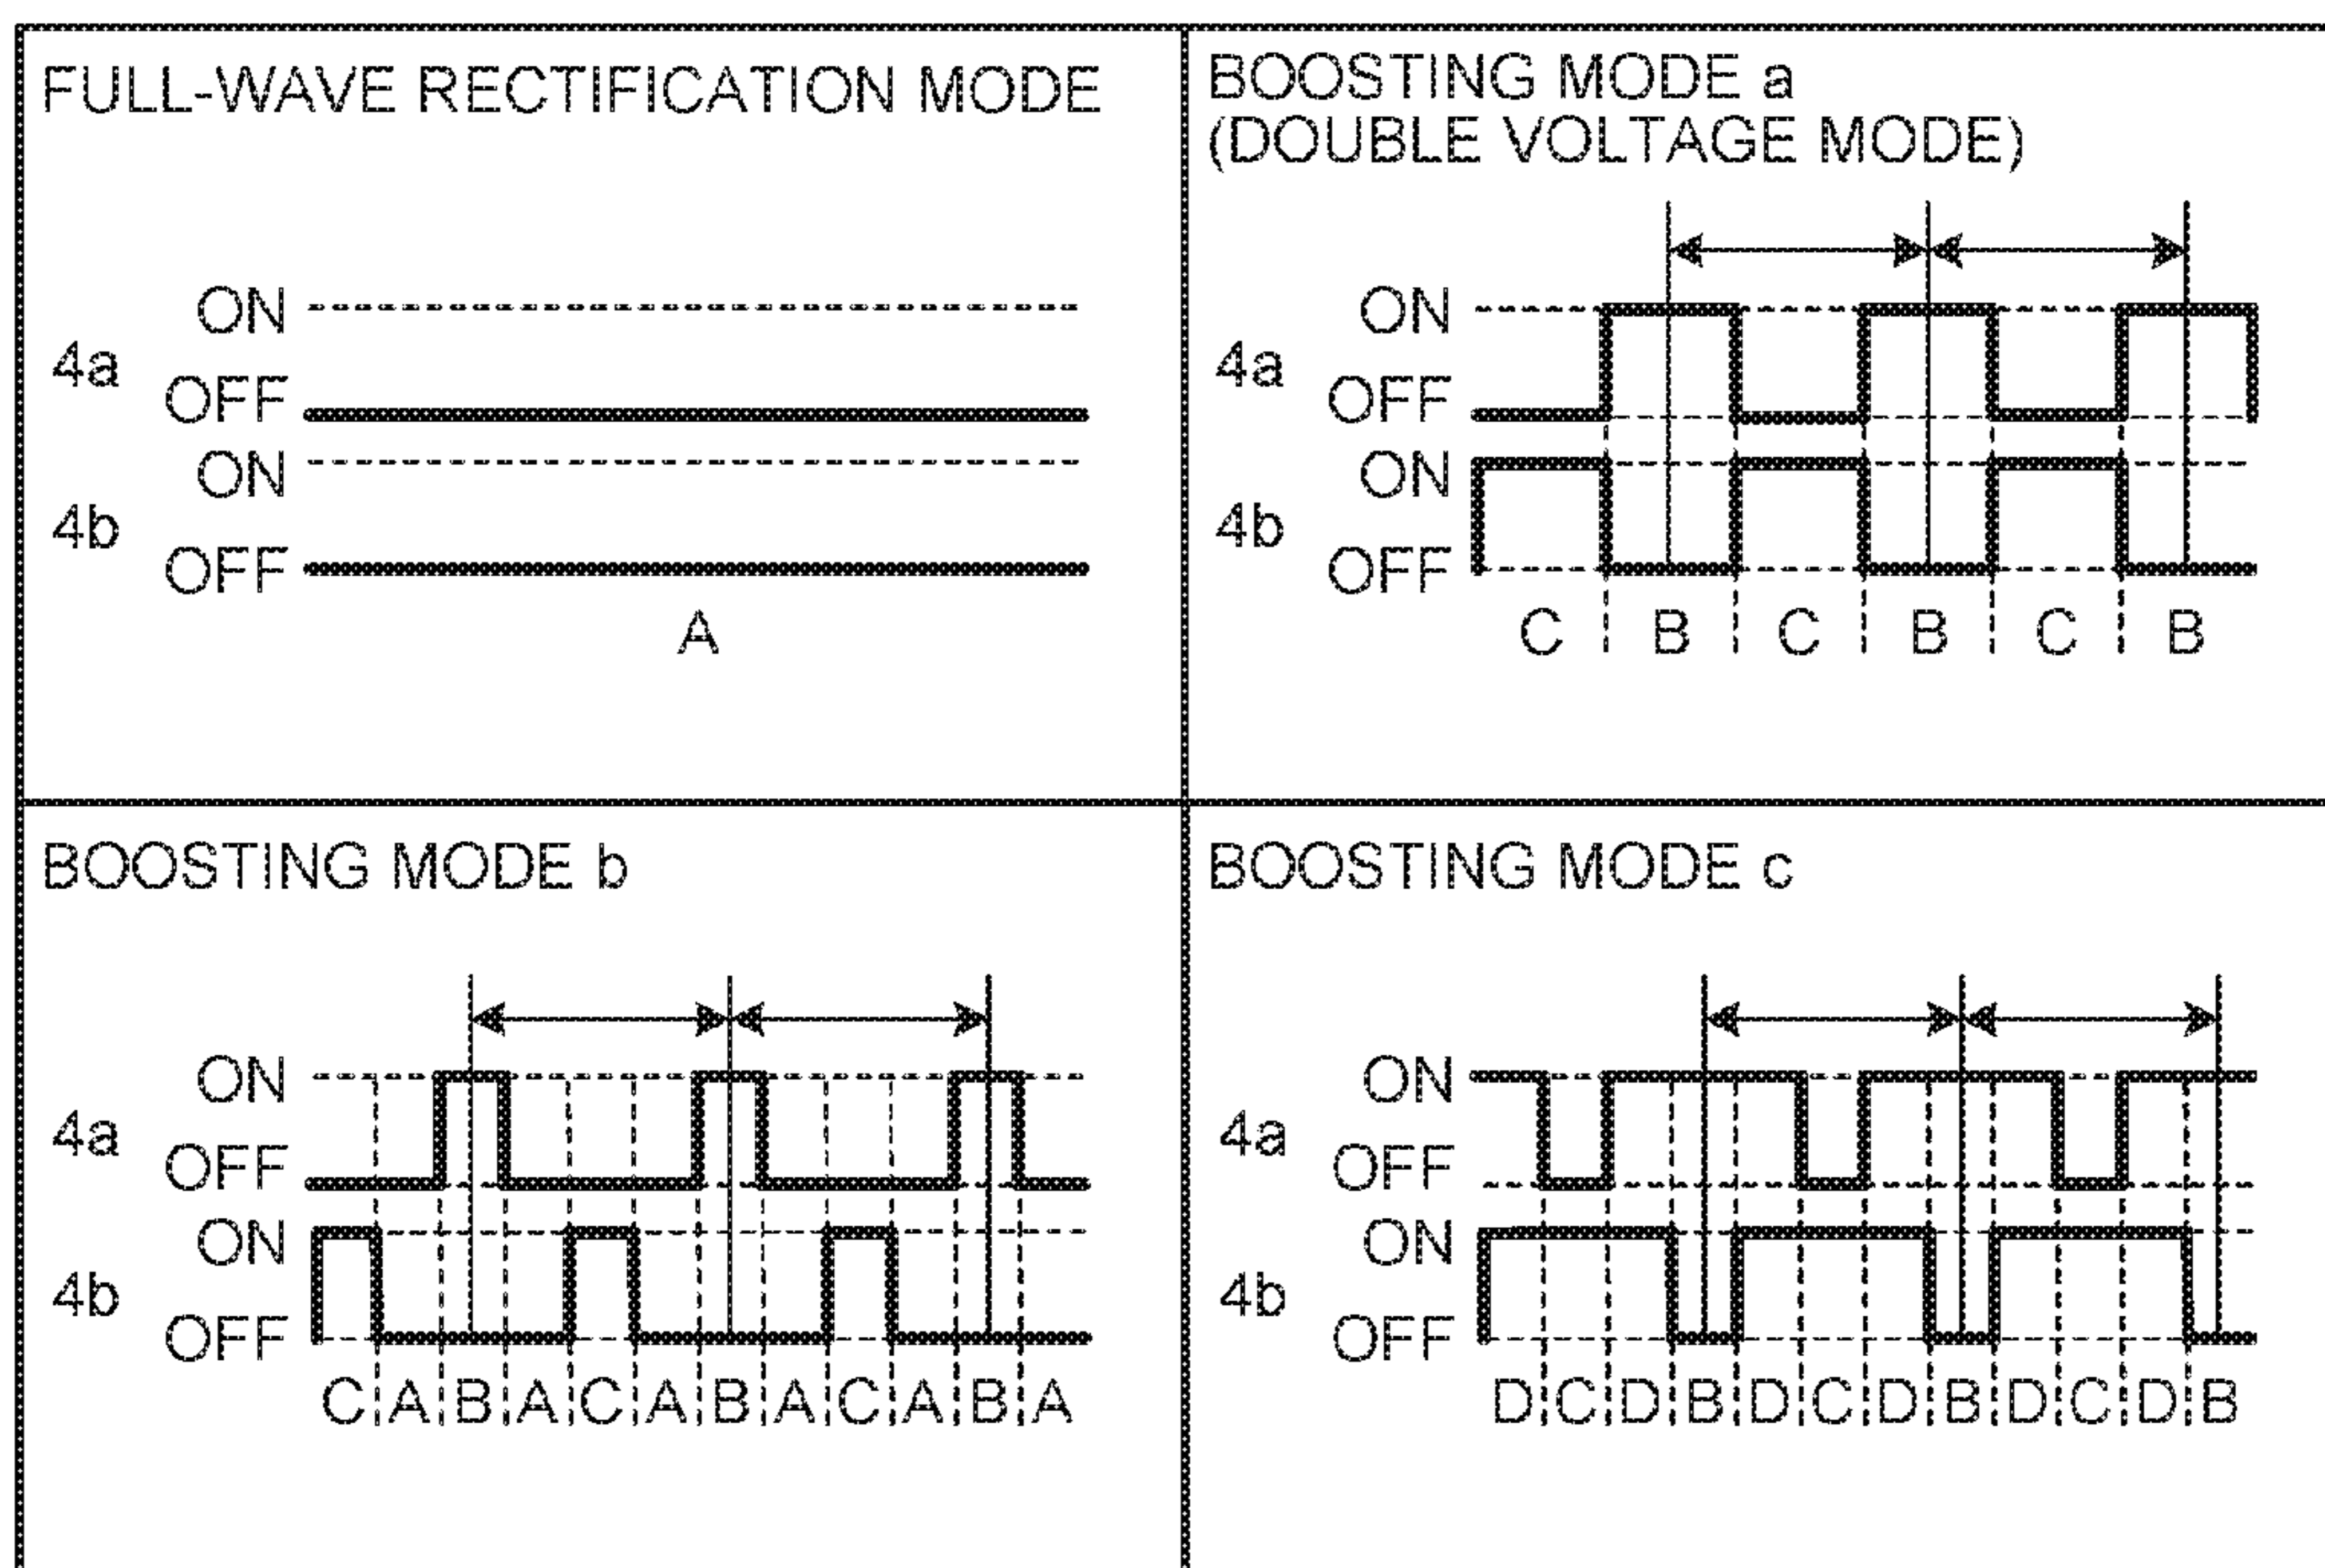 FULL-WAVE RECTIFICATION MODE
ON
4a
OFF
ON
4b
OFF
A
BOOSTING MODE a
(DOUBLE VOLTAGE MODE)
ON
4a
OFF
ON
4b
OFF
C B C B C B
BOOSTING MODE b
ON
4a
OFF
ON
4b
OFF
C A B A C A B A C A B A
BOOSTING MODE c
ON
4a
OFF
ON
4b
OFF
D C D B D C D B D C D B